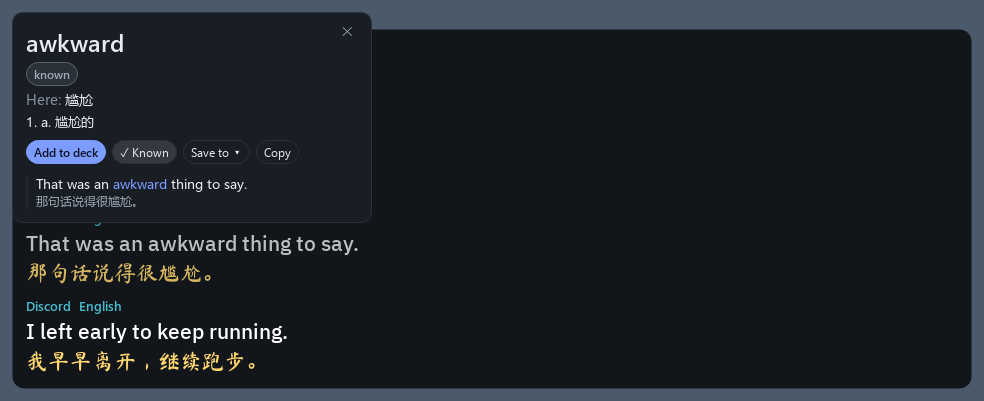 awkward
known
Here: 尴尬
1. a. 尴尬的
Add to deck ✓ Known Save to ▾ Copy
That was an awkward thing to say.
那句话说得很尴尬。
That was an awkward thing to say.
那句话说得很尴尬。
Discord English
I left early to keep running.
我早早离开，继续跑步。